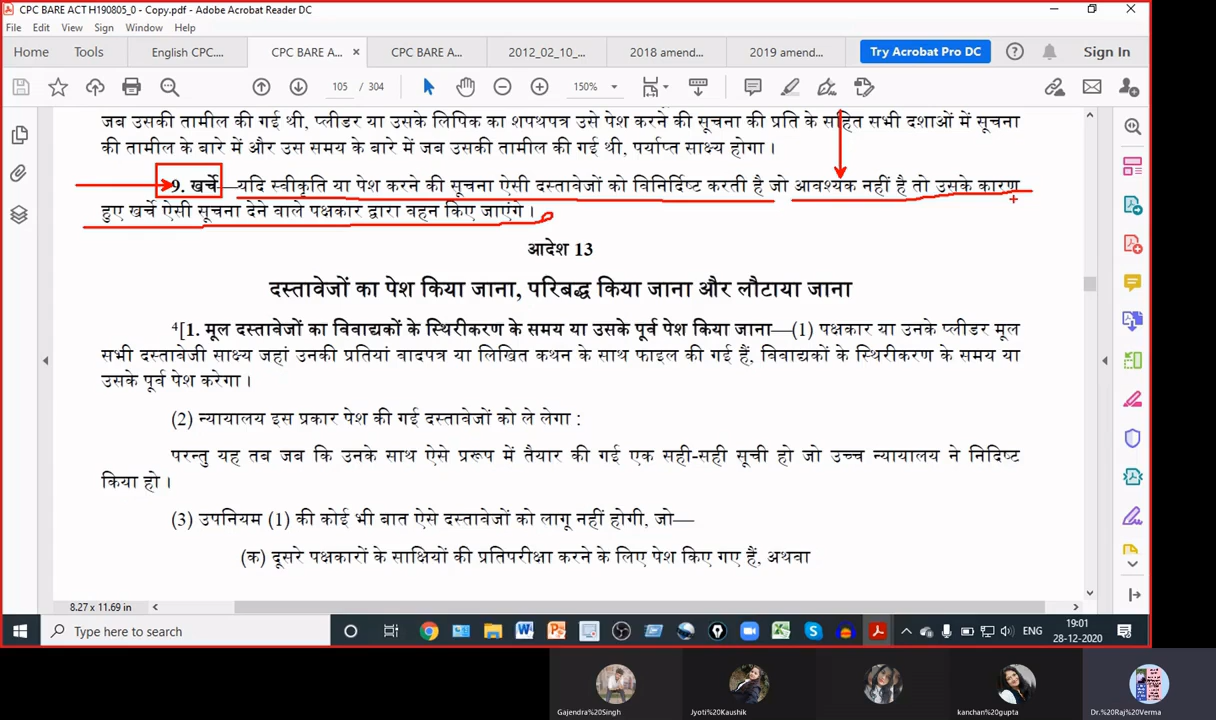 CPC BARE ACT H190805_0 - Copy.pdf - Adobe Acrobat Reader DC
File Edit View Sign Window Help
Home Tools English CPC.... CPC BARE A... × CPC BARE A... 2012_02_10_... 2018 amend... 2019 amend... Try Acrobat Pro DC Sign In
105 / 304 150%
जब उसकी तामील की गई थी, प्लीडर या उसके लिपिक का शपथपत्र उसे पेश करने की सूचना की प्रति के सहित सभी दशाओं में सूचना
की तामील के बारे में और उस समय के बारे में जब उसकी तामील की गई थी, पर्याप्त साक्ष्य होगा ।
9. खर्चे—यदि स्वीकृति या पेश करने की सूचना ऐसी दस्तावेजों को विनिर्दिष्ट करती है जो आवश्यक नहीं है तो उसके कारण
हुए खर्चे ऐसी सूचना देने वाले पक्षकार द्वारा वहन किए जाएंगे ।
आदेश 13
दस्तावेजों का पेश किया जाना, परिबद्ध किया जाना और लौटाया जाना
4[1. मूल दस्तावेजों का विवाद्यकों के स्थिरीकरण के समय या उसके पूर्व पेश किया जाना—(1) पक्षकार या उनके प्लीडर मूल
सभी दस्तावेजी साक्ष्य जहां उनकी प्रतियां वादपत्र या लिखित कथन के साथ फाइल की गई हैं, विवाद्यकों के स्थिरीकरण के समय या
उसके पूर्व पेश करेगा ।
(2) न्यायालय इस प्रकार पेश की गई दस्तावेजों को ले लेगा :
परन्तु यह तब जब कि उनके साथ ऐसे प्ररूप में तैयार की गई एक सही-सही सूची हो जो उच्च न्यायालय ने निदिष्ट
किया हो ।
(3) उपनियम (1) की कोई भी बात ऐसे दस्तावेजों को लागू नहीं होगी, जो—
(क) दूसरे पक्षकारों के साक्षियों की प्रतिपरीक्षा करने के लिए पेश किए गए हैं, अथवा
8.27 x 11.69 in
Type here to search ENG 19:01
28-12-2020
Gajendra%20Singh Jyoti%20Kaushik kanchan%20gupta Dr.%20Raj%20Verma